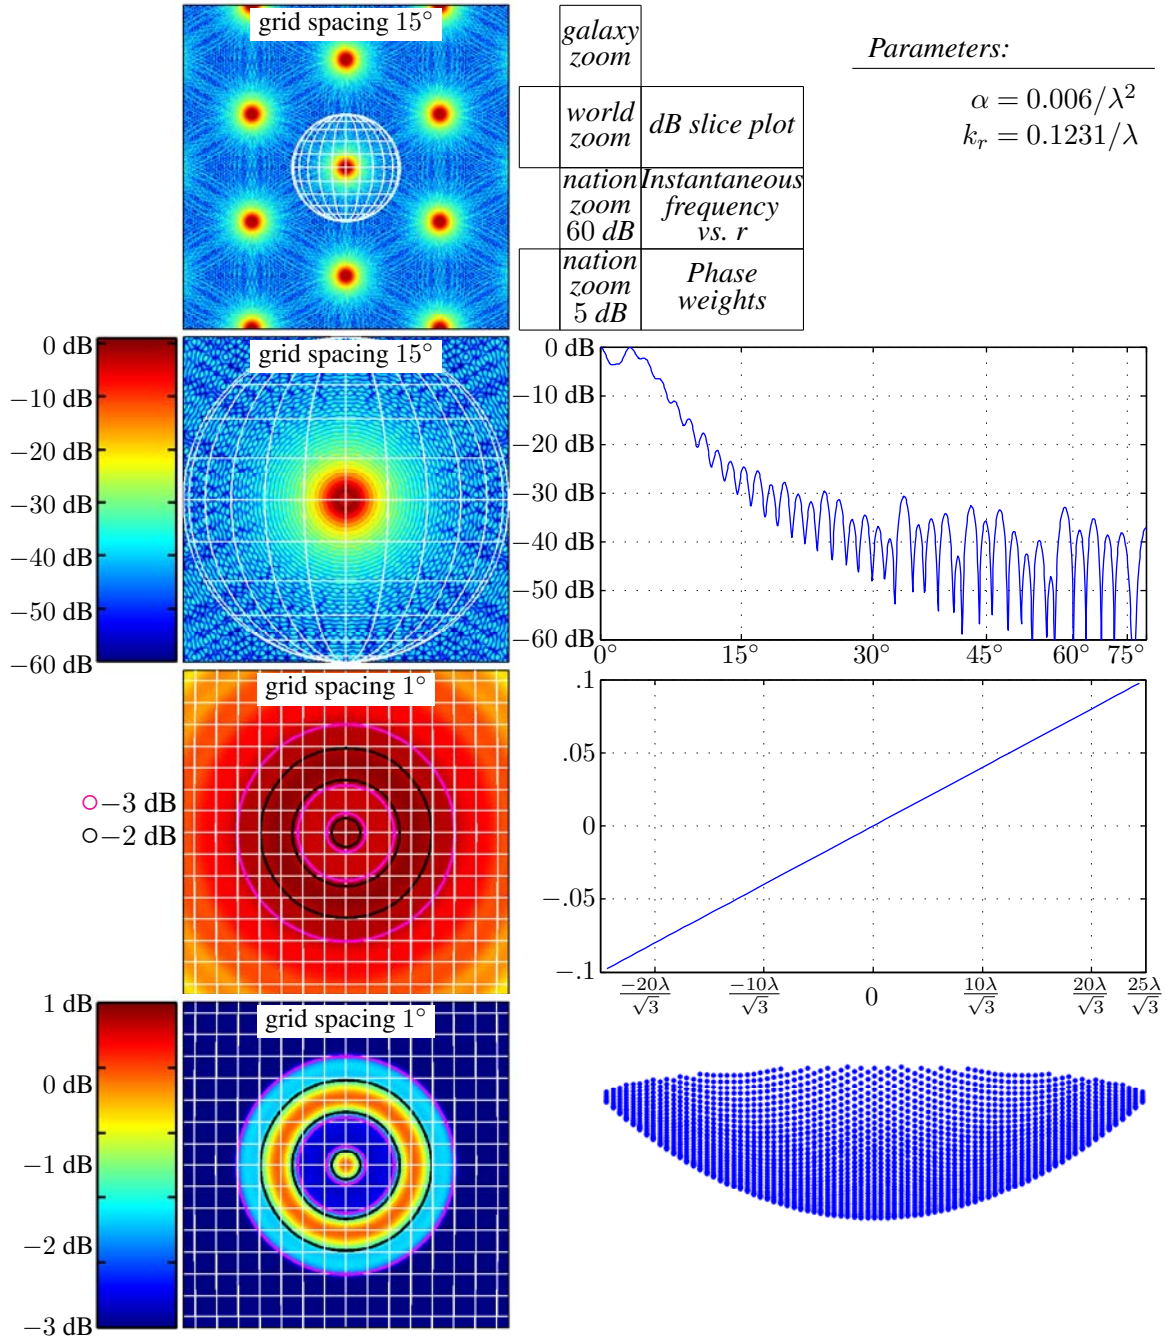 grid spacing 15°
galaxy
zoom
world
zoom
dB slice plot
nation
zoom
60 dB
Instantaneous
frequency
vs. r
nation
zoom
5 dB
Phase
weights
Parameters:
α = 0.006/λ²
kᵣ = 0.1231/λ
0 dB
−10 dB
−20 dB
−30 dB
−40 dB
−50 dB
−60 dB
grid spacing 15°
0 dB
−10 dB
−20 dB
−30 dB
−40 dB
−50 dB
−60 dB
0° 15° 30° 45° 60° 75°
−3 dB
−2 dB
grid spacing 1°
.1
.05
0
−.05
−.1
−20λ/√3 −10λ/√3 0 10λ/√3 20λ/√3 25λ/√3
1 dB
0 dB
−1 dB
−2 dB
−3 dB
grid spacing 1°